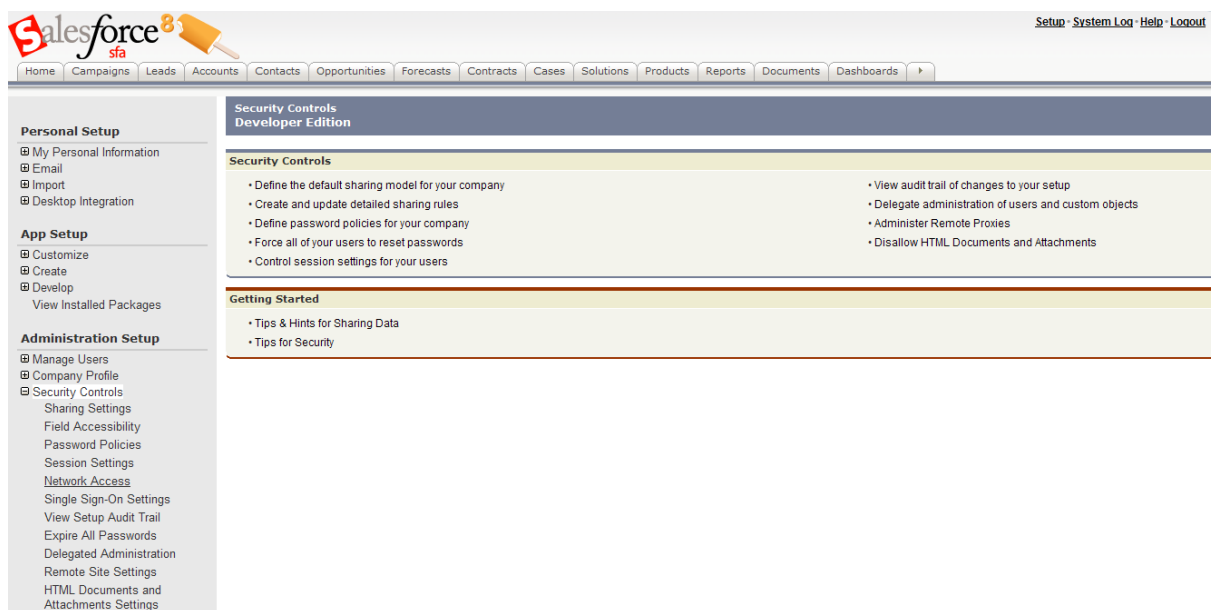 Salesforce 8
sfa
Setup · System Log · Help · Logout
Home Campaigns Leads Accounts Contacts Opportunities Forecasts Contracts Cases Solutions Products Reports Documents Dashboards
Personal Setup
My Personal Information
Email
Import
Desktop Integration
App Setup
Customize
Create
Develop
View Installed Packages
Administration Setup
Manage Users
Company Profile
Security Controls
Sharing Settings
Field Accessibility
Password Policies
Session Settings
Network Access
Single Sign-On Settings
View Setup Audit Trail
Expire All Passwords
Delegated Administration
Remote Site Settings
HTML Documents and
Attachments Settings
Security Controls
Developer Edition
Security Controls
• Define the default sharing model for your company
• Create and update detailed sharing rules
• Define password policies for your company
• Force all of your users to reset passwords
• Control session settings for your users
• View audit trail of changes to your setup
• Delegate administration of users and custom objects
• Administer Remote Proxies
• Disallow HTML Documents and Attachments
Getting Started
• Tips & Hints for Sharing Data
• Tips for Security